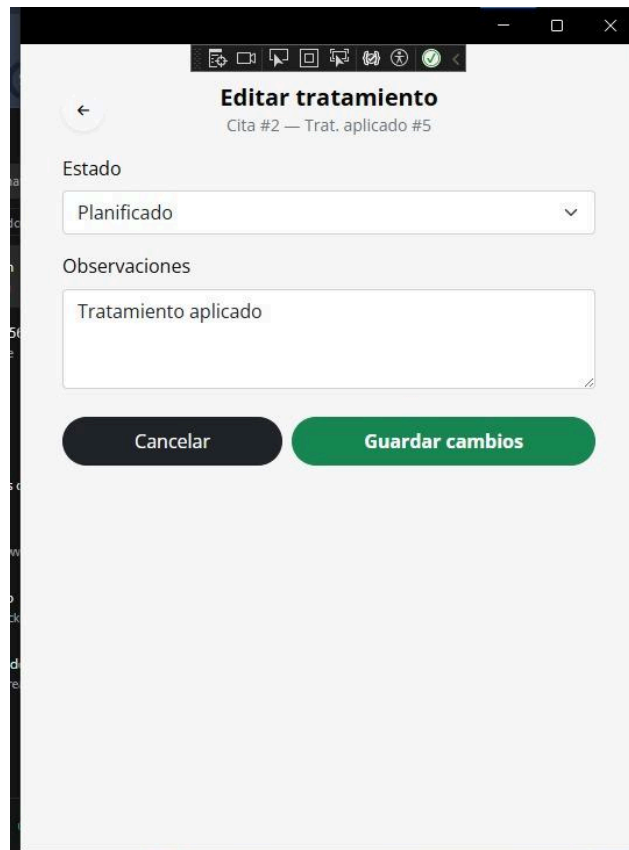 Editar tratamiento
Cita #2 — Trat. aplicado #5
Estado
Planificado
Observaciones
Tratamiento aplicado
Cancelar
Guardar cambios